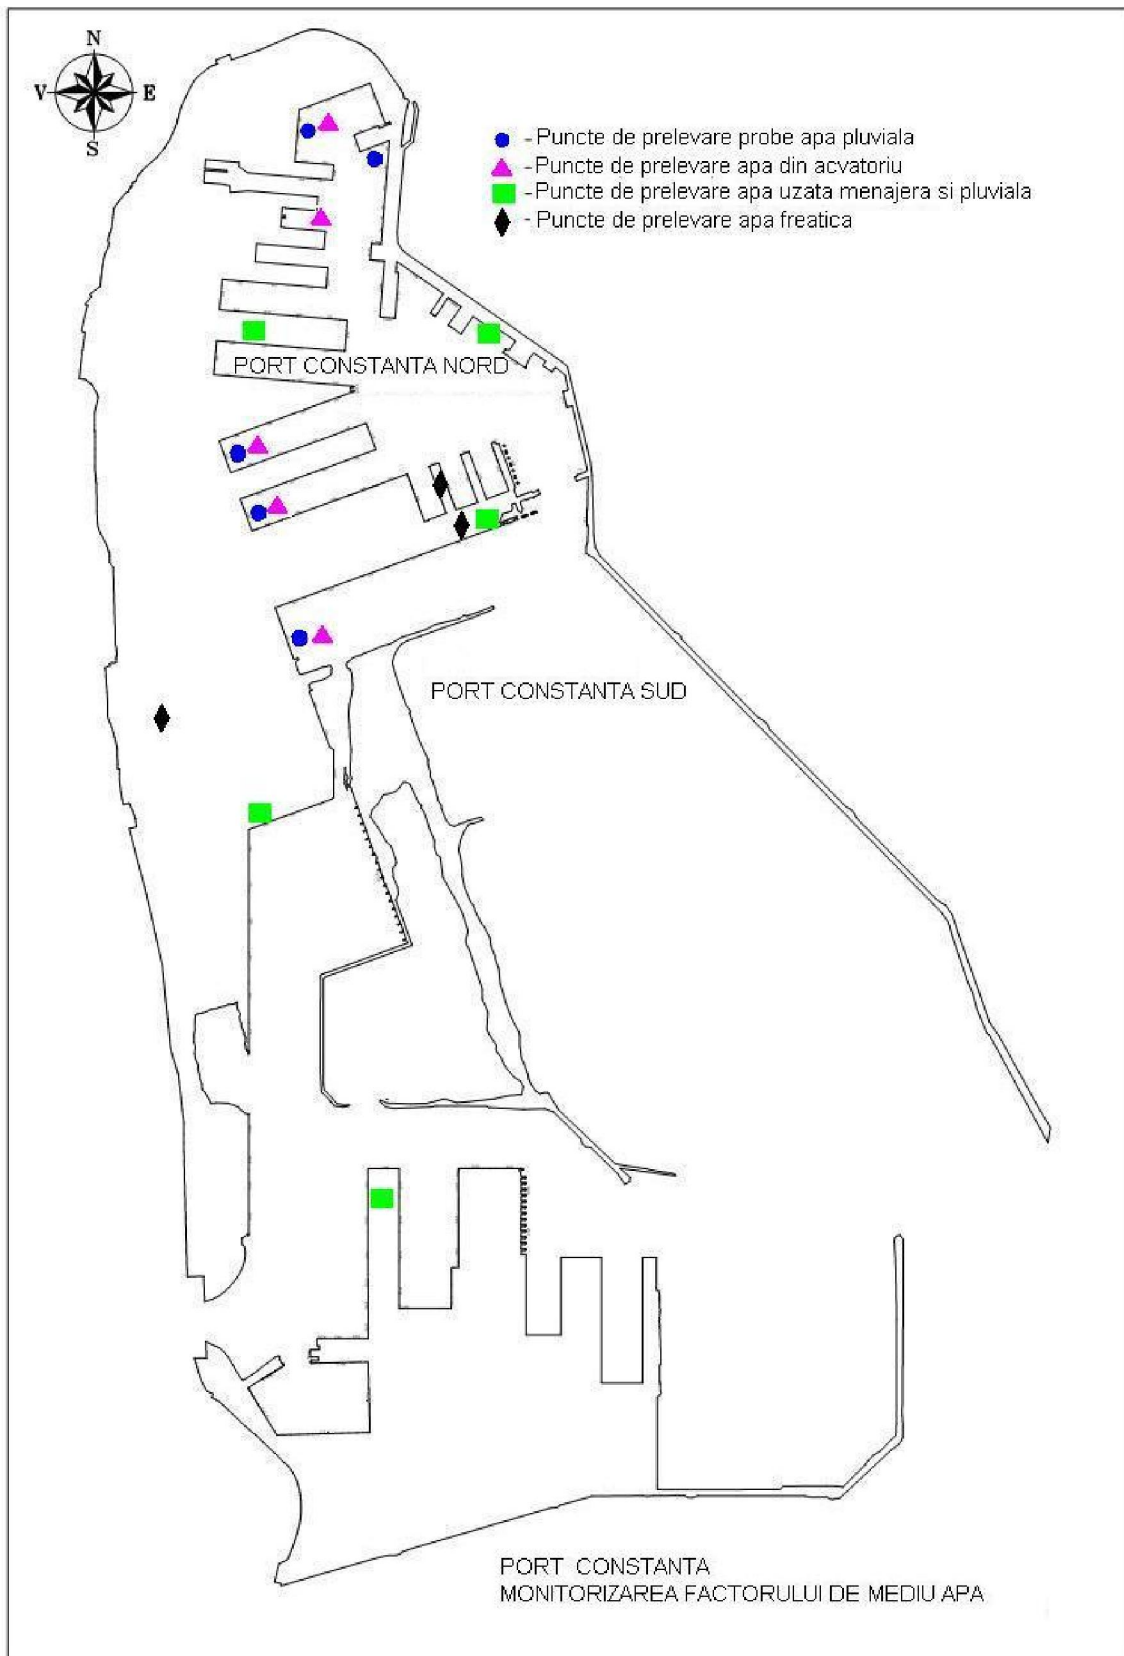 N
V E
S
- Puncte de prelevare probe apa pluviala
- Puncte de prelevare apa din acvatoriu
- Puncte de prelevare apa uzata menajera si pluviala
- Puncte de prelevare apa freatica
PORT CONSTANTA NORD
PORT CONSTANTA SUD
PORT CONSTANTA
MONITORIZAREA FACTORULUI DE MEDIU APA